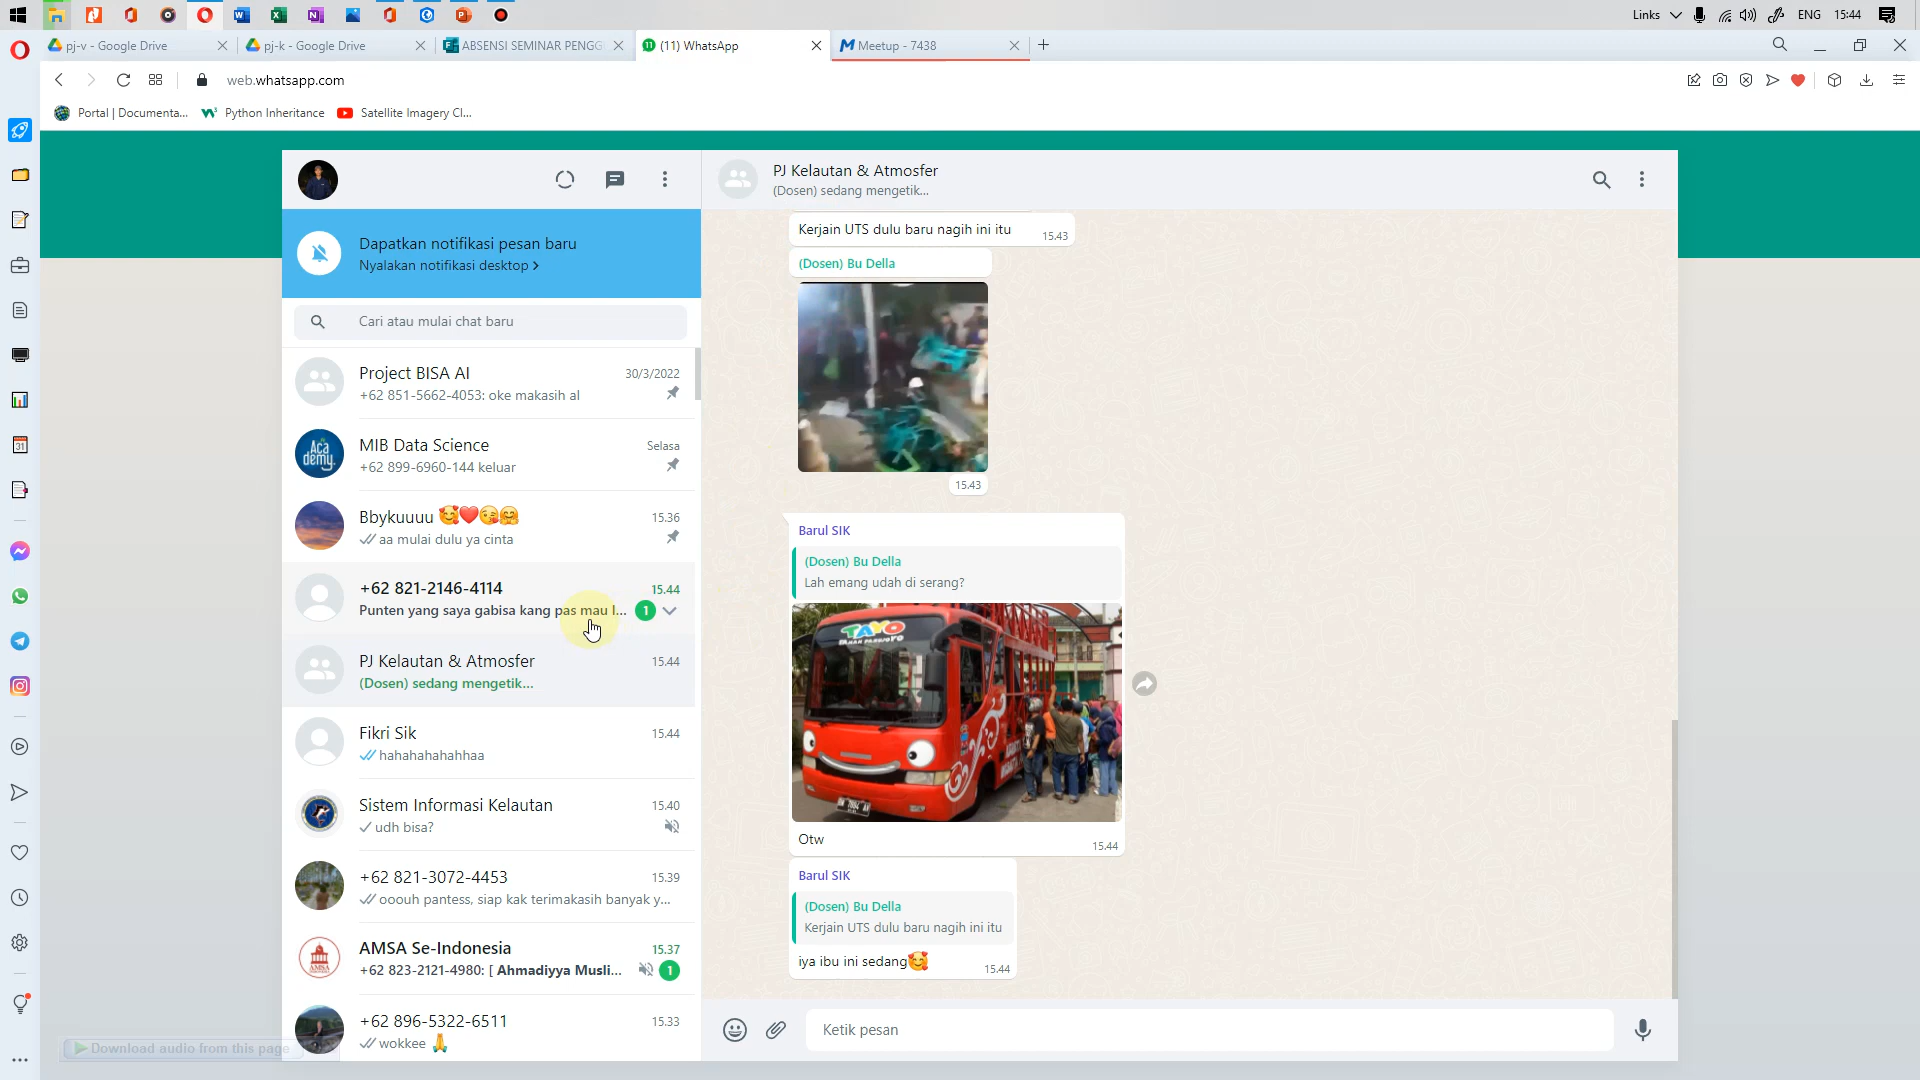 Links
ENG
15:44
pj-v - Google Drive
pj-k - Google Drive
ABSENSI SEMINAR PENGG
(11) WhatsApp
Meetup - 7438
web.whatsapp.com
Portal | Documenta...
Python Inheritance
Satellite Imagery Cl...
Dapatkan notifikasi pesan baru
Nyalakan notifikasi desktop >
Cari atau mulai chat baru
Project BISA AI
30/3/2022
+62 851-5662-4053: oke makasih al
Academy.
MIB Data Science
Selasa
+62 899-6960-144 keluar
Bbykuuuu 🥰❤️😘🤗
15.36
aa mulai dulu ya cinta
+62 821-2146-4114
15.44
Punten yang saya gabisa kang pas mau l...
1
PJ Kelautan & Atmosfer
15.44
(Dosen) sedang mengetik...
Fikri Sik
15.44
hahahahahahhaa
Sistem Informasi Kelautan
15.40
udh bisa?
+62 821-3072-4453
15.39
ooouh pantess, siap kak terimakasih banyak y...
AMSA
AMSA Se-Indonesia
15.37
+62 823-2121-4980: [ Ahmadiyya Musli...
1
+62 896-5322-6511
15.33
wokkee 🙏
Download audio from this page
PJ Kelautan & Atmosfer
(Dosen) sedang mengetik...
Kerjain UTS dulu baru nagih ini itu
15.43
(Dosen) Bu Della
15.43
Barul SIK
(Dosen) Bu Della
Lah emang udah di serang?
TAYO
Otw
15.44
Barul SIK
(Dosen) Bu Della
Kerjain UTS dulu baru nagih ini itu
iya ibu ini sedang🥰
15.44
Ketik pesan